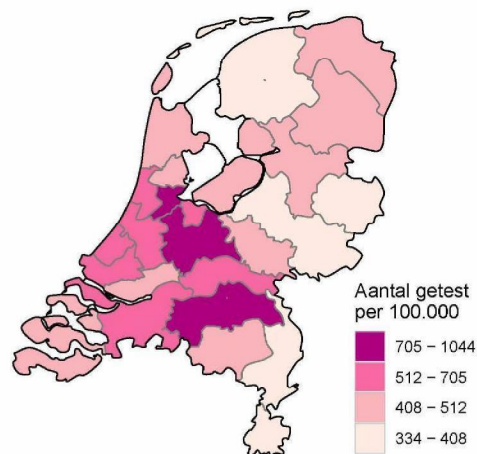 Aantal getest
per 100.000
705 – 1044
512 – 705
408 – 512
334 – 408